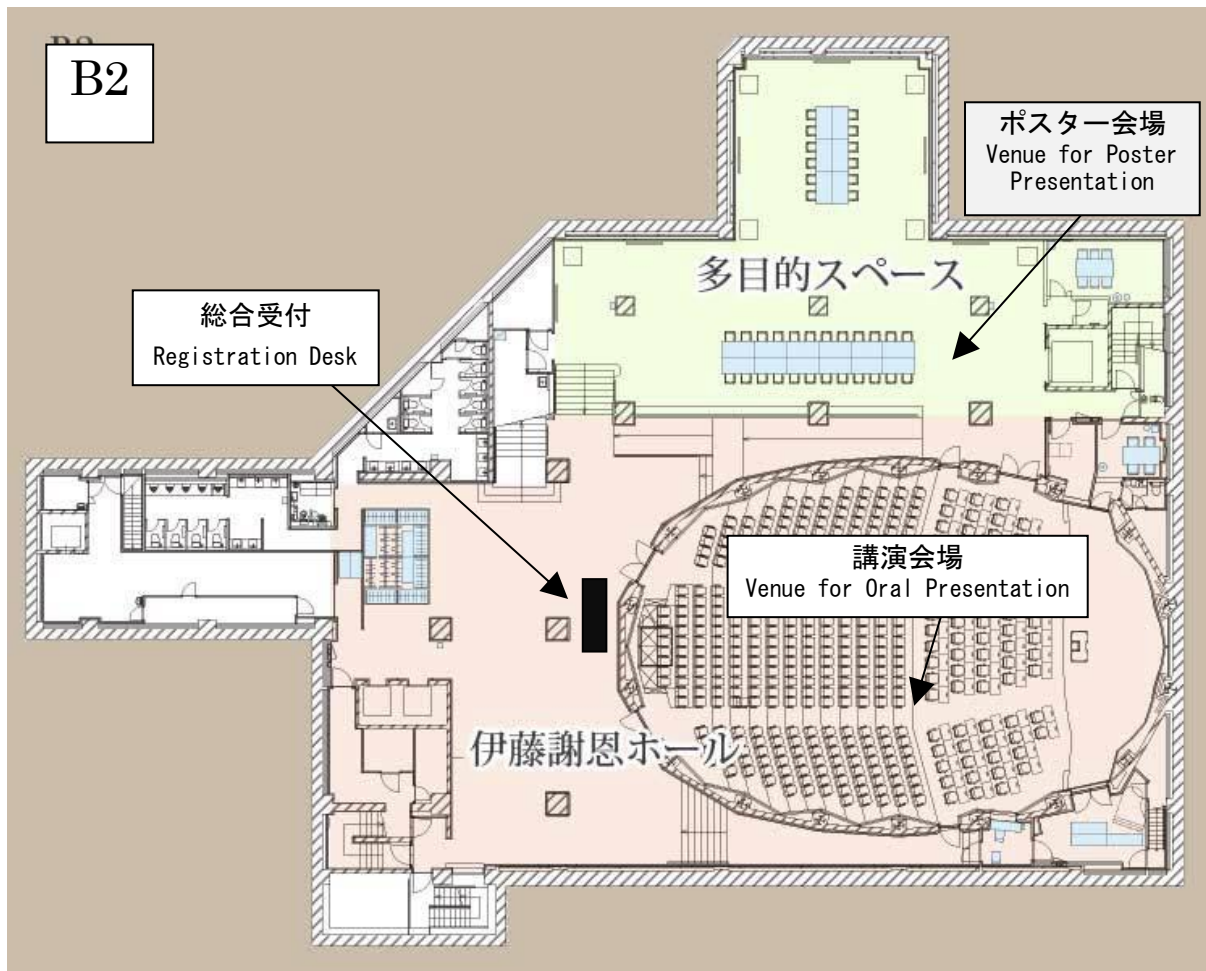 B2
ポスター会場
Venue for Poster
Presentation
多目的スペース
総合受付
Registration Desk
講演会場
Venue for Oral Presentation
伊藤謝恩ホール